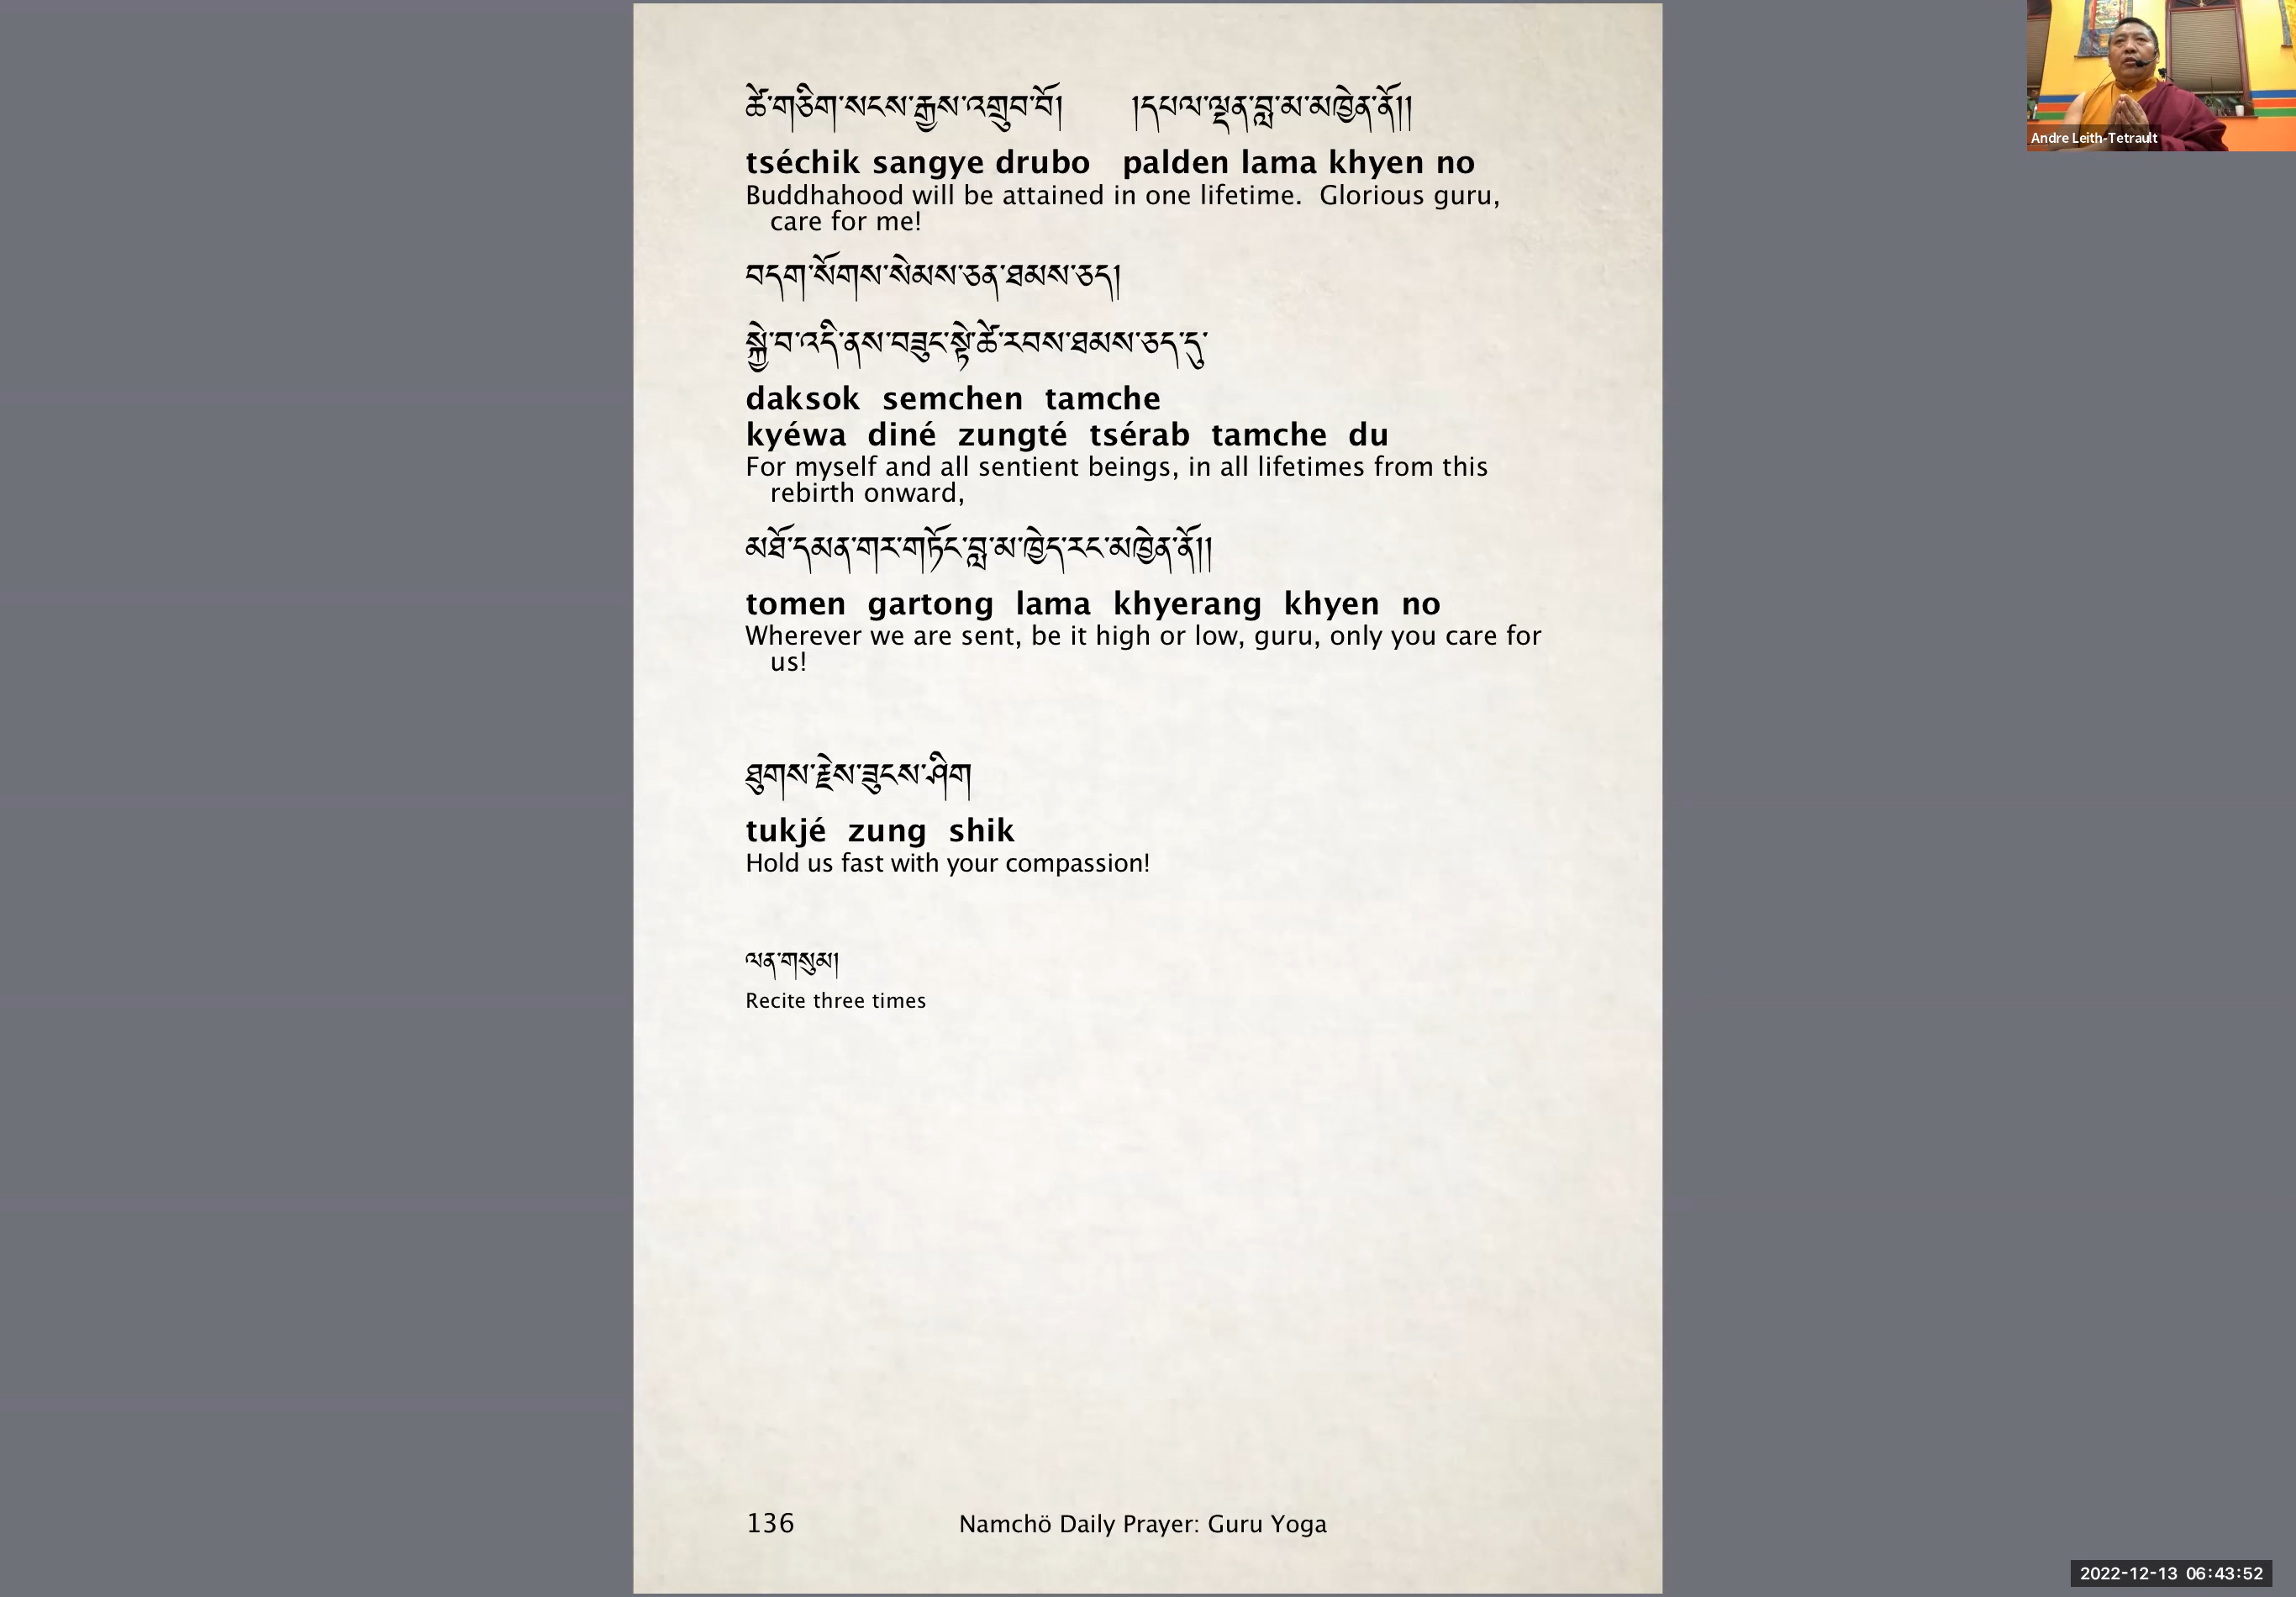 ཚེ་གཅིག་སངས་རྒྱས་འགྲུབ་བོ། །དཔལ་ལྡན་བླ་མ་མཁྱེན་ནོ།།
tséchik sangye drubo palden lama khyen no
Buddhahood will be attained in one lifetime. Glorious guru,
care for me!
བདག་སོགས་སེམས་ཅན་ཐམས་ཅད།
སྐྱེ་བ་འདི་ནས་བཟུང་སྟེ་ཚེ་རབས་ཐམས་ཅད་དུ་
daksok semchen tamche
kyéwa diné zungté tsérab tamche du
For myself and all sentient beings, in all lifetimes from this
rebirth onward,
མཐོ་དམན་གར་གཏོང་བླ་མ་ཁྱེད་རང་མཁྱེན་ནོ།།
tomen gartong lama khyerang khyen no
Wherever we are sent, be it high or low, guru, only you care for
us!
ཐུགས་རྗེས་ཟུངས་ཤིག
tukjé zung shik
Hold us fast with your compassion!
ལན་གསུམ།
Recite three times
136 Namchö Daily Prayer: Guru Yoga
Andre Leith-Tetrault
2022-12-13 06:43:52